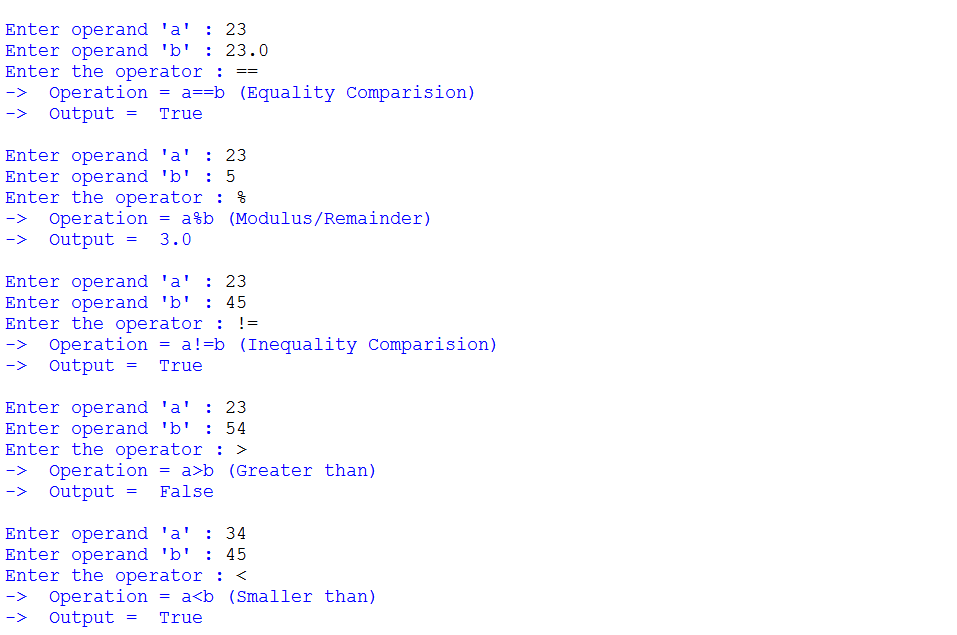 Enter operand 'a' : 23
Enter operand 'b' : 23.0
Enter the operator : ==
->  Operation = a==b (Equality Comparision)
->  Output =  True

Enter operand 'a' : 23
Enter operand 'b' : 5
Enter the operator : %
->  Operation = a%b (Modulus/Remainder)
->  Output =  3.0

Enter operand 'a' : 23
Enter operand 'b' : 45
Enter the operator : !=
->  Operation = a!=b (Inequality Comparision)
->  Output =  True

Enter operand 'a' : 23
Enter operand 'b' : 54
Enter the operator : >
->  Operation = a>b (Greater than)
->  Output =  False

Enter operand 'a' : 34
Enter operand 'b' : 45
Enter the operator : <
->  Operation = a<b (Smaller than)
->  Output =  True